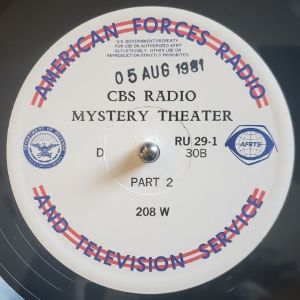 AMERICAN FORCES RADIO
U.S. GOVERNMENT PROPERTY.
FOR USE ON AUTHORIZED AFRT
OUTLETS ONLY. OTHER USE OR
REPRODUCTION STRICTLY PROHIBITED.
05 AUG 1981
CBS RADIO
MYSTERY THEATER
D
RU 29-1
30B
AFRTS
PART 2
208 W
AND TELEVISION SERVICE